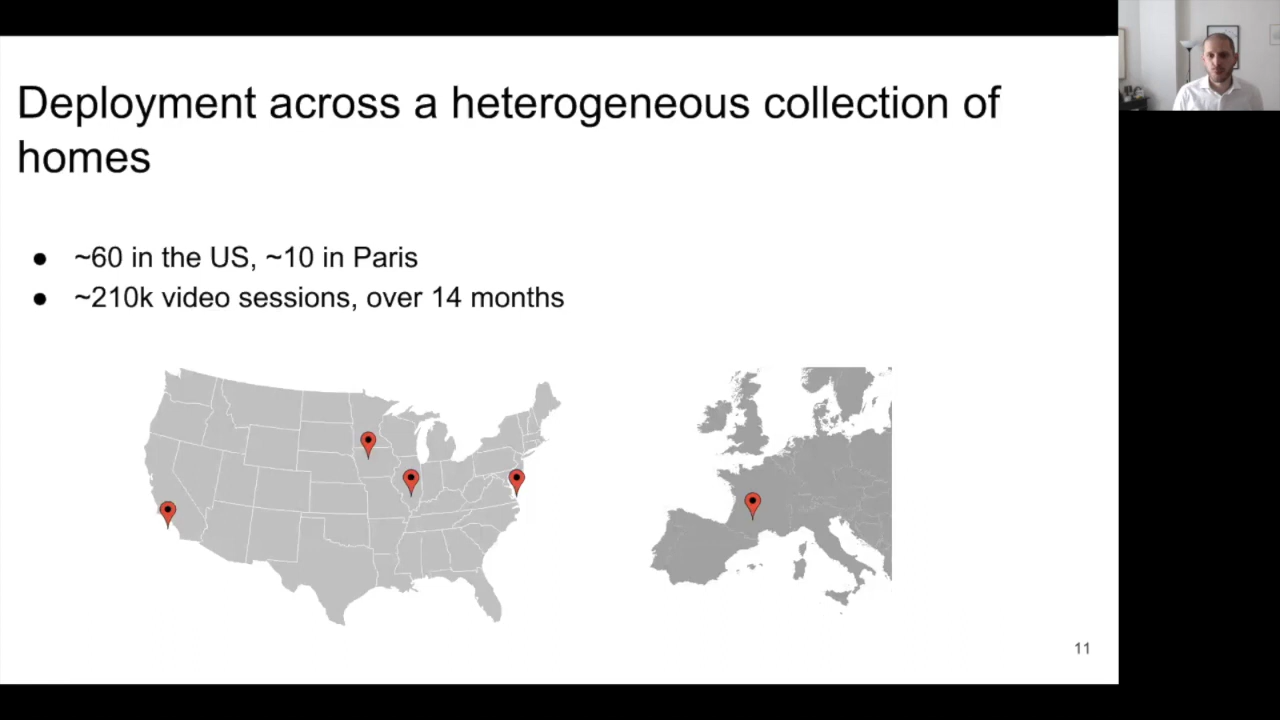 Deployment across a heterogeneous collection of
homes
● ~60 in the US, ~10 in Paris
● ~210k video sessions, over 14 months
11